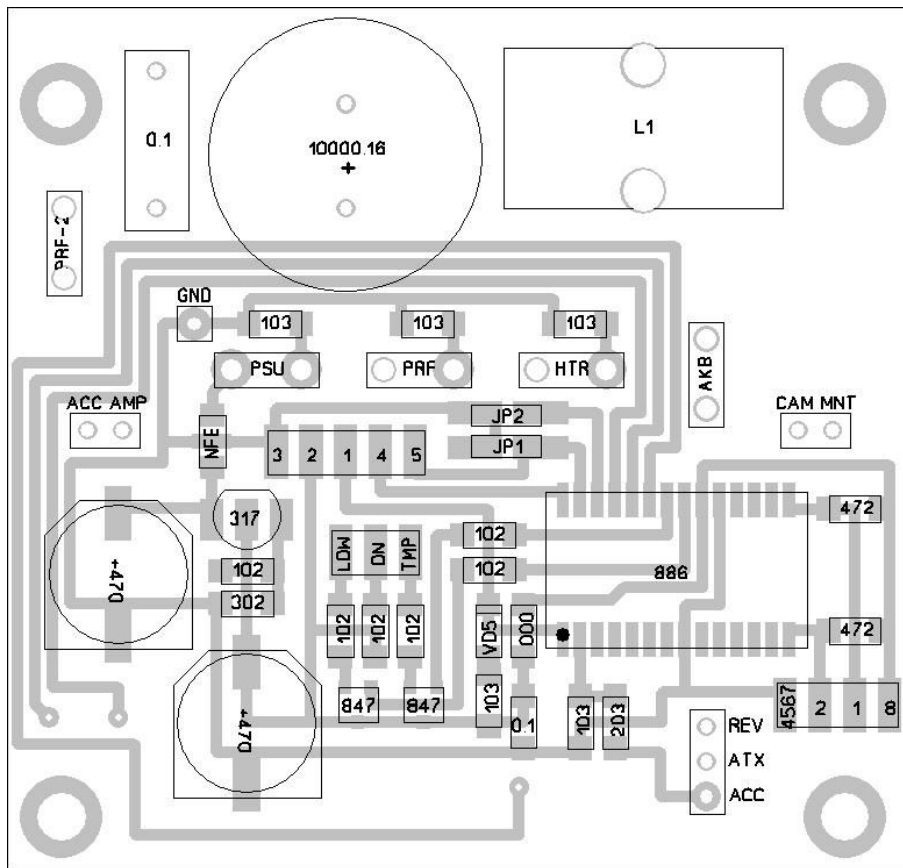 0.1
10000.16
+
L1
PRF-2
GND
103
103
103
PSU
PRF
HTR
AKB
ACC AMP
CAM MNT
NFE
JP2
JP1
3 2 1 4 5
317
+470
102
302
LOW
ON
TMP
102
102
886
472
472
102
102
102
VD5
000
847
847
103
0.1
103
203
+470
4567 2 1 8
REV
ATX
ACC